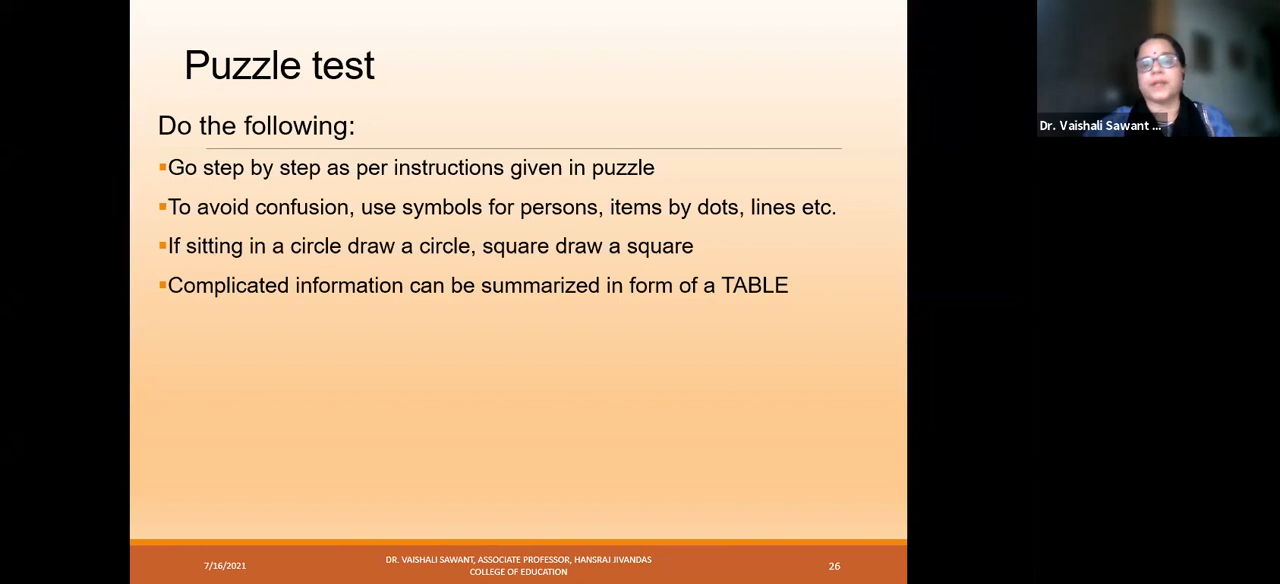 Puzzle test
Do the following:
Go step by step as per instructions given in puzzle
To avoid confusion, use symbols for persons, items by dots, lines etc.
If sitting in a circle draw a circle, square draw a square
Complicated information can be summarized in form of a TABLE
7/16/2021
DR. VAISHALI SAWANT, ASSOCIATE PROFESSOR, HANSRAJ JIVANDAS
COLLEGE OF EDUCATION
26
Dr. Vaishali Sawant ...